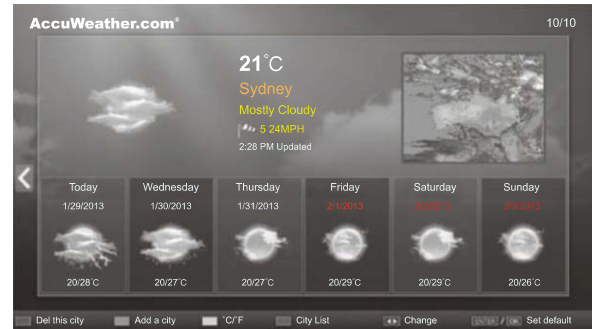 AccuWeather.com®
10/10
21°C
Sydney
Mostly Cloudy
5 24MPH
2:28 PM Updated
Today Wednesday Thursday Friday Saturday Sunday
1/29/2013 1/30/2013 1/31/2013 2/1/2013
20/28°C 20/27°C 20/27°C 20/29°C 20/29°C 20/26°C
Del this city Add a city °C/°F City List Change ENTER / OK Set default